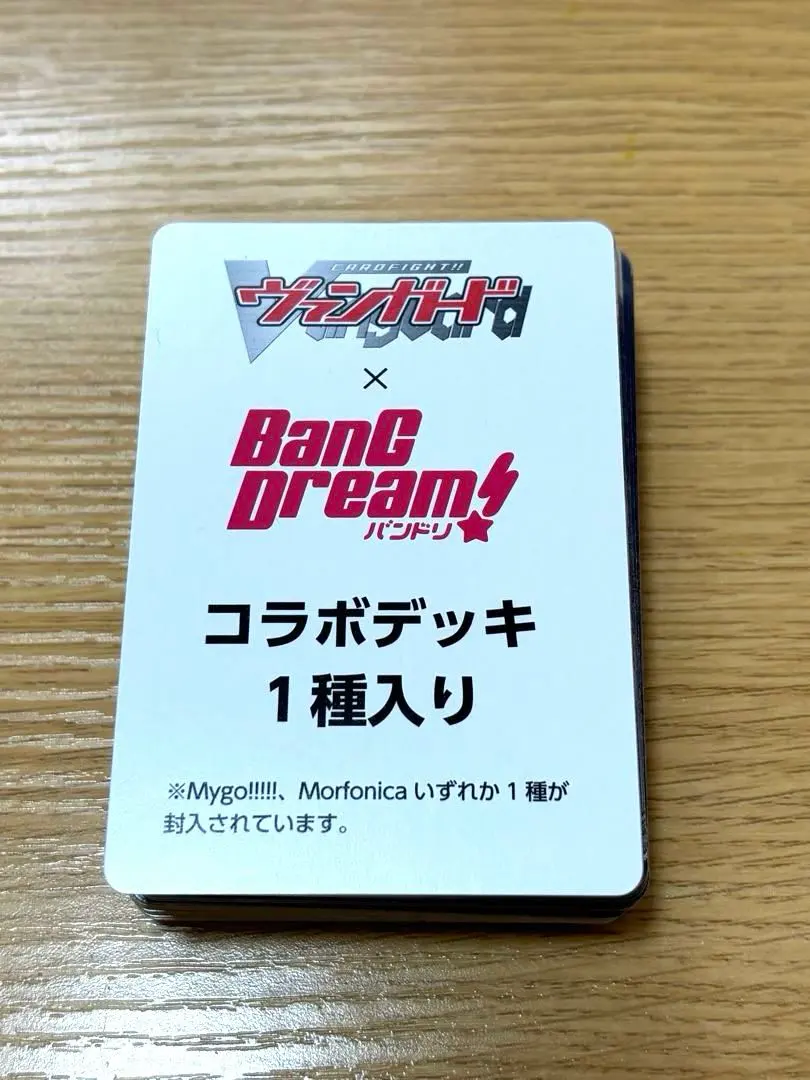 CARDFIGHT!!
ヴァンガード
Vanguard
×
BanG
Dream!
バンドリ
コラボデッキ
1種入り
※Mygo!!!!!、Morfonica いずれか 1 種が
封入されています。